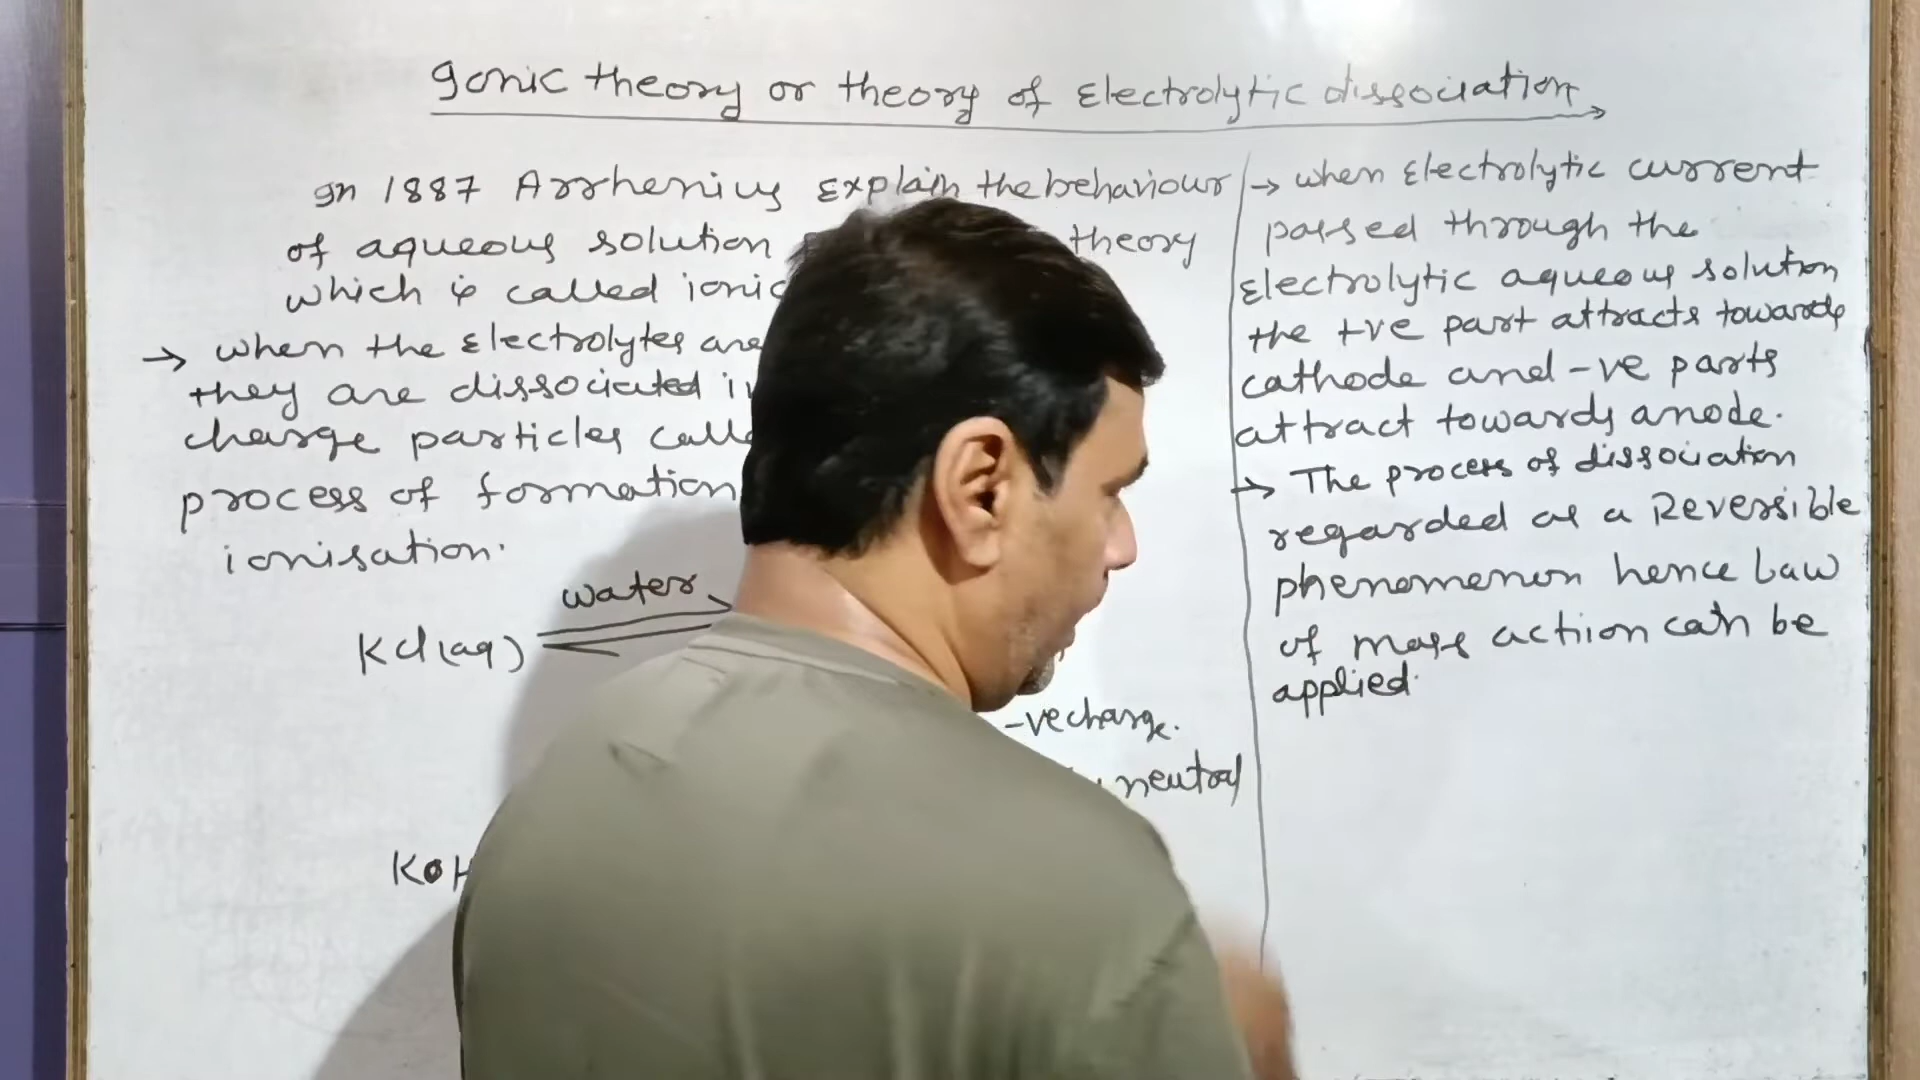 Ionic theory or theory of Electrolytic dissociation
In 1887 Arrhenius explain the behaviour
of aqueous solution theory
which is called ionic
→ when the Electrolytes are
they are dissociated
charge particles
process of formation
ionisation.
water
KCl(aq)
-ve charge.
neutral
KOH
→ when Electrolytic current
passed through the
Electrolytic aqueous solution
the +ve part attracts towards
cathode and -ve parts
attract towards anode.
→ The process of dissociation
regarded as a Reversible
phenomenon hence Law
of mass action can be
applied.